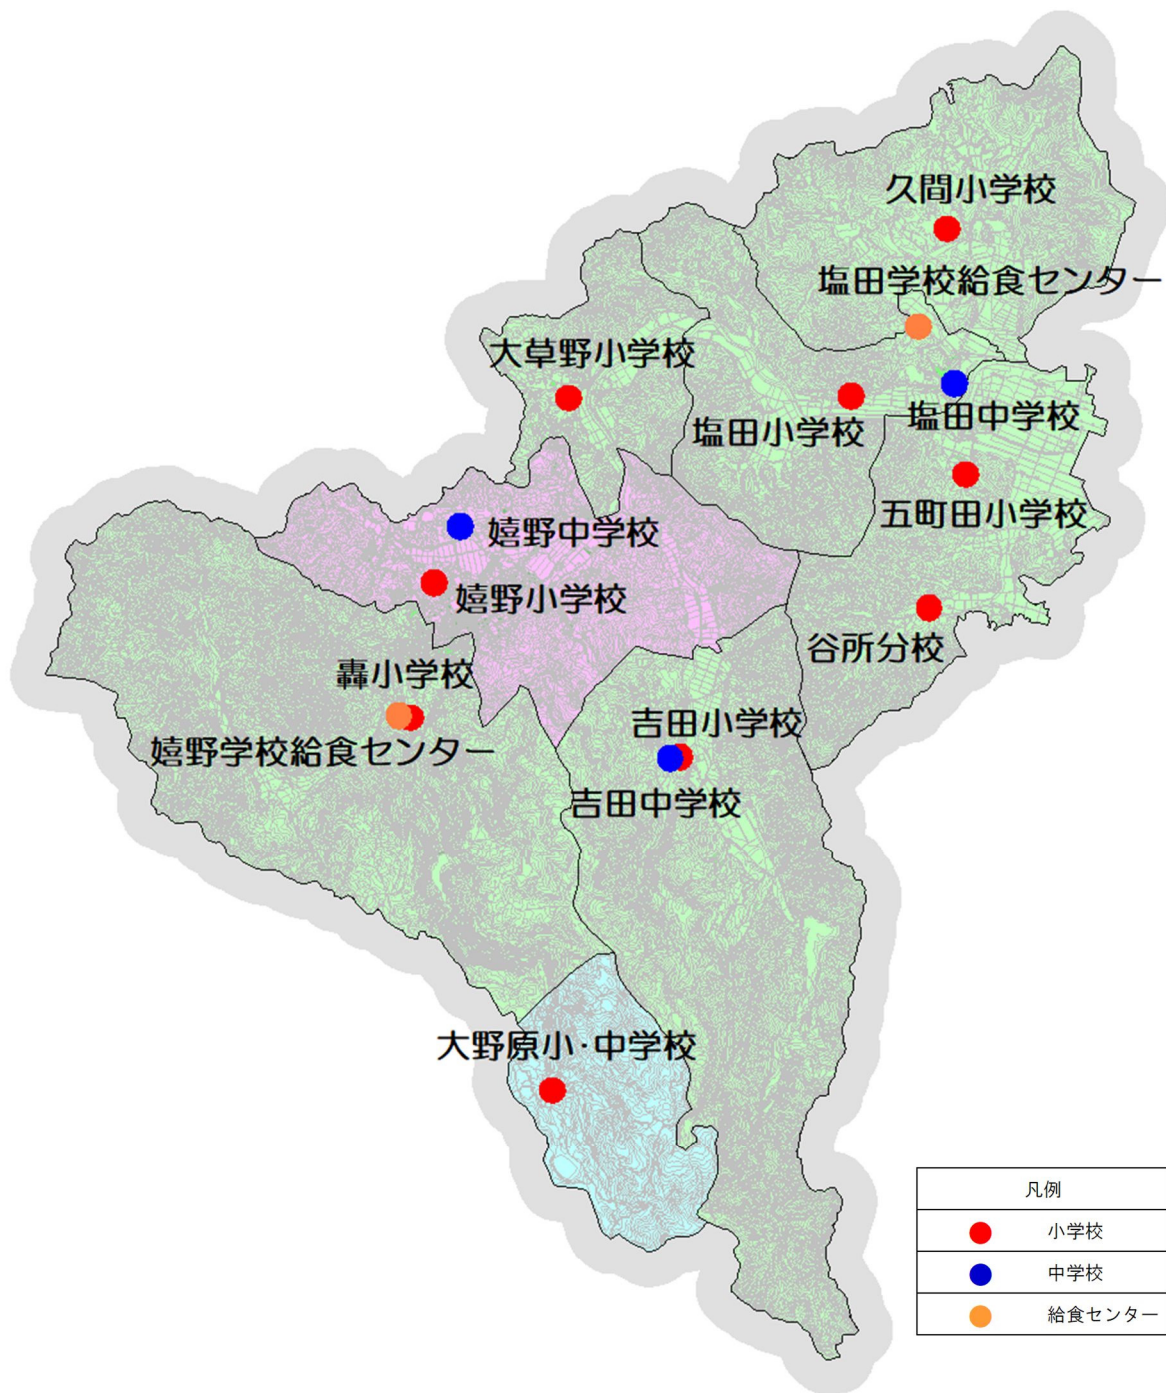 久間小学校
塩田学校給食センター
大草野小学校
塩田小学校
塩田中学校
五町田小学校
嬉野中学校
嬉野小学校
谷所分校
轟小学校
嬉野学校給食センター
吉田小学校
吉田中学校
大野原小・中学校
凡例
小学校
中学校
給食センター